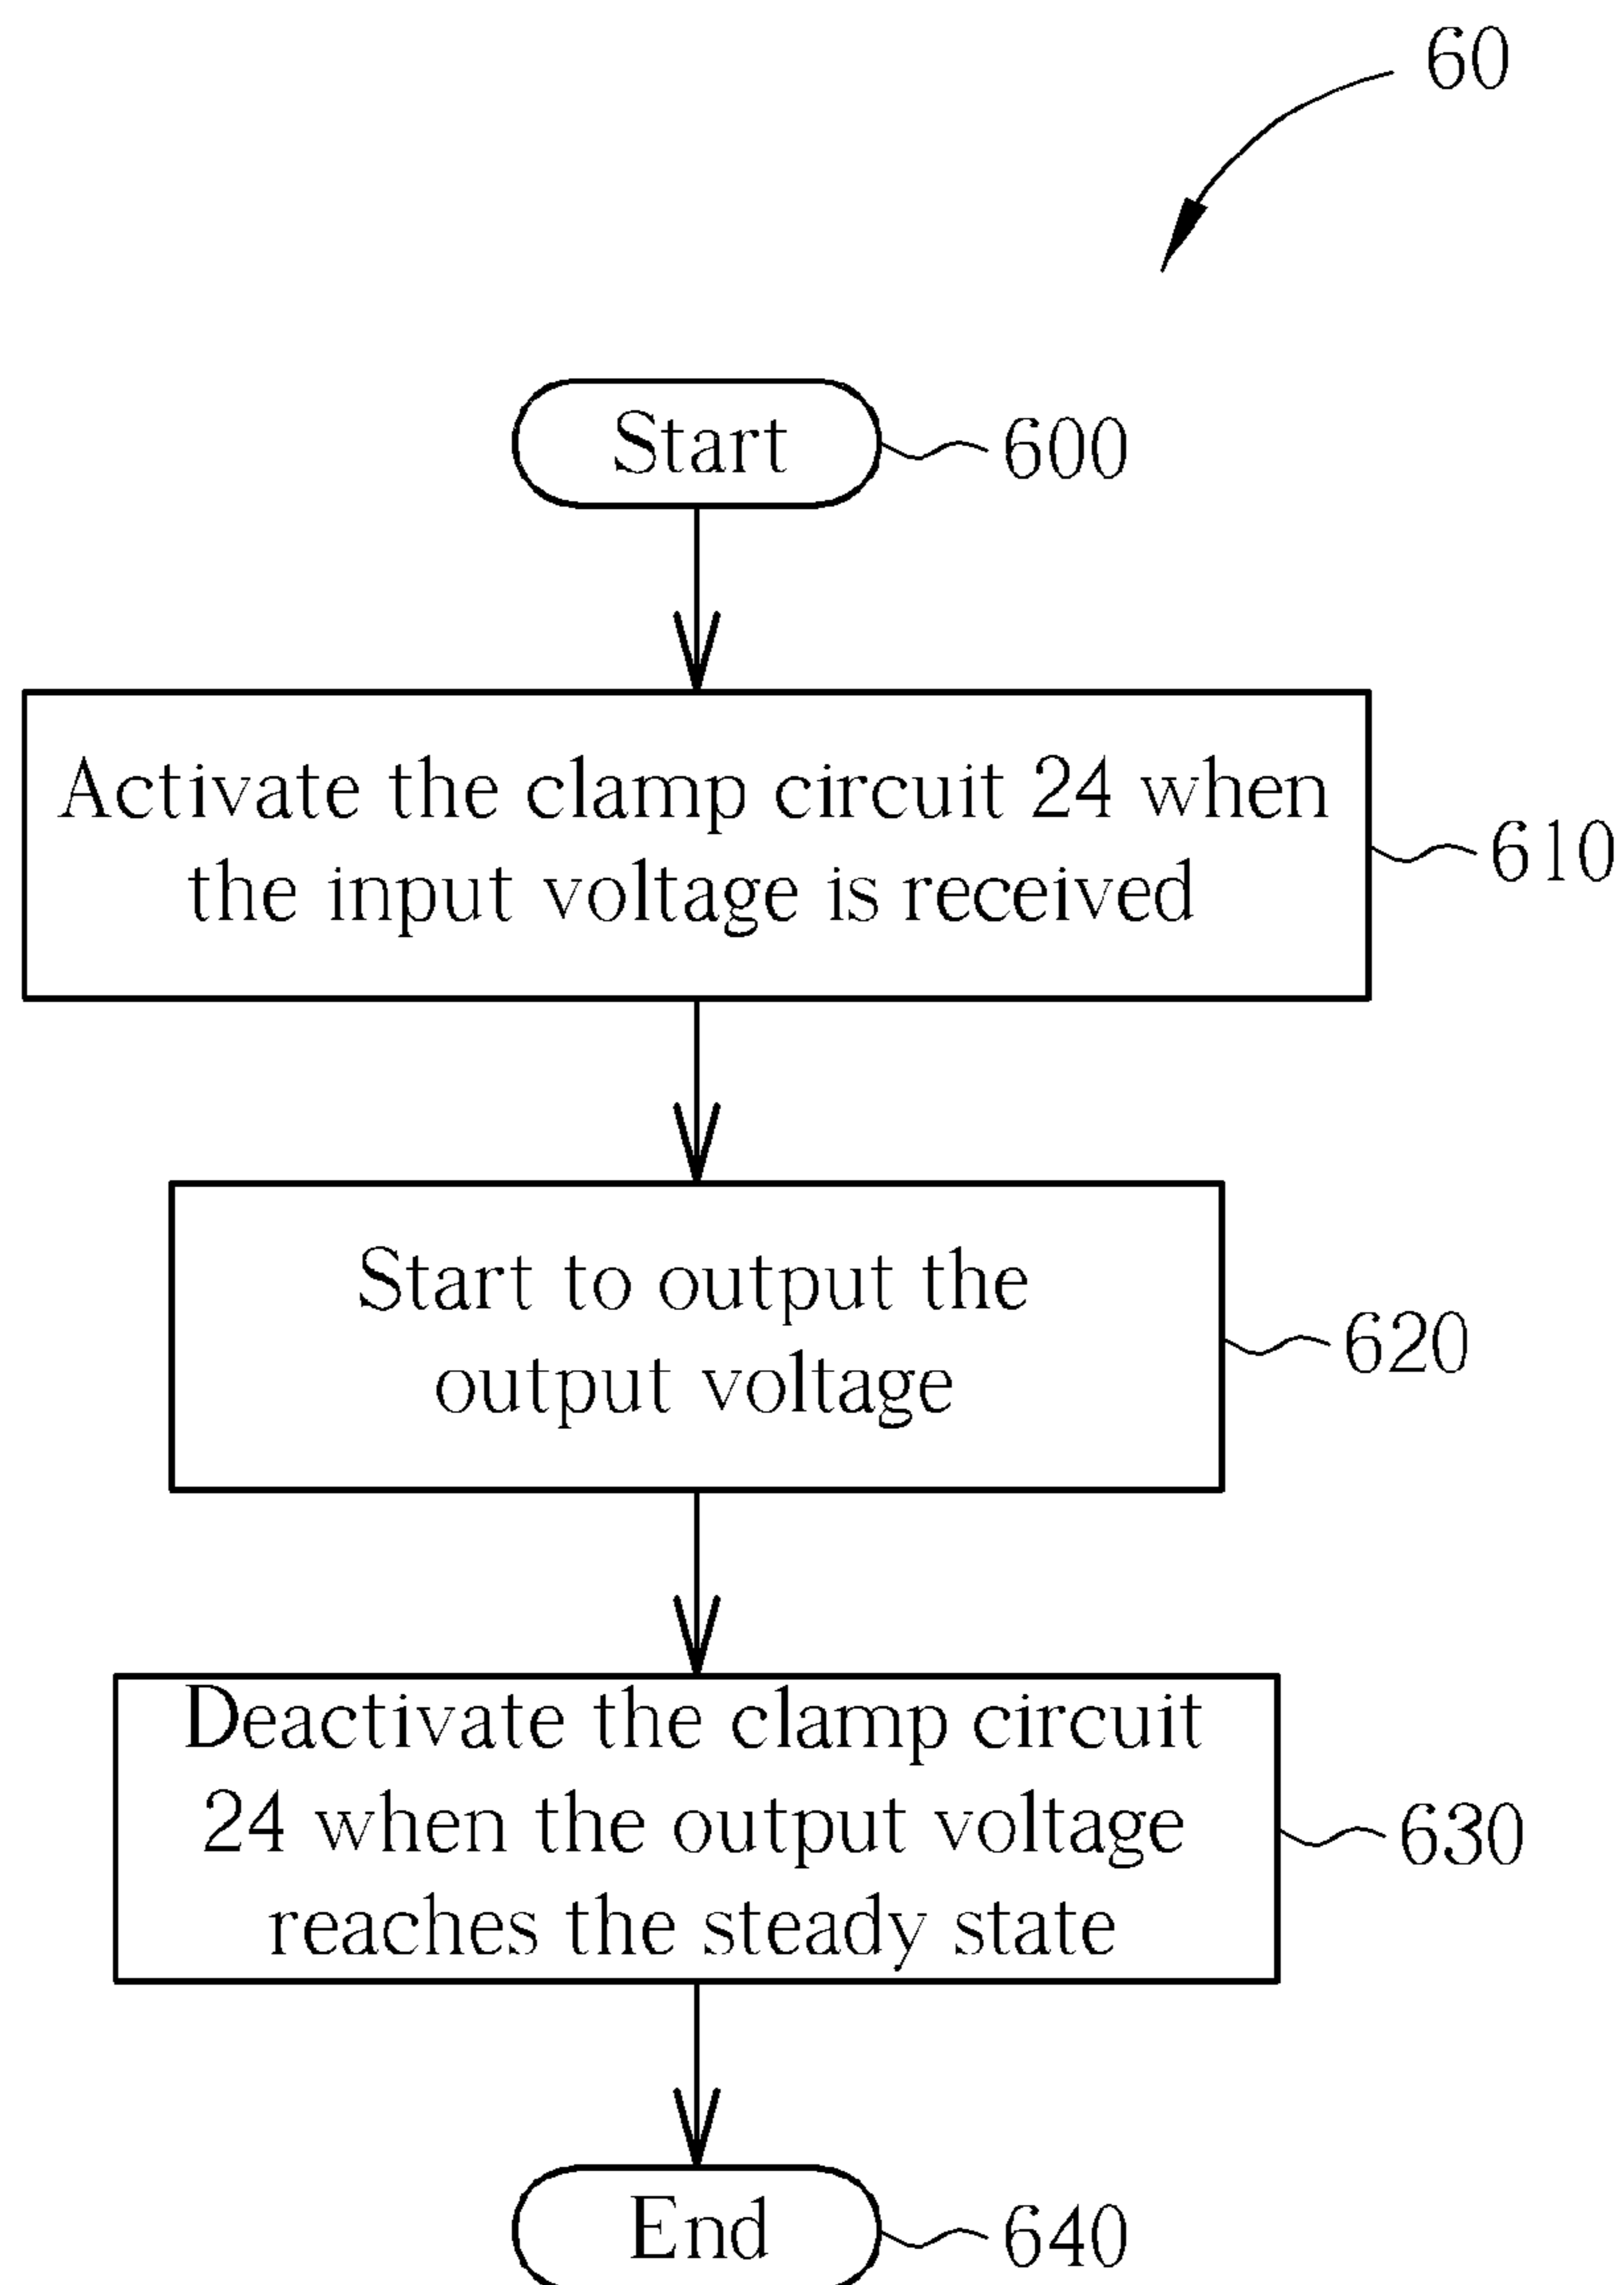 60
Start
600
Activate the clamp circuit 24 when
the input voltage is received
610
Start to output the
output voltage
620
Deactivate the clamp circuit
24 when the output voltage
reaches the steady state
630
End
640